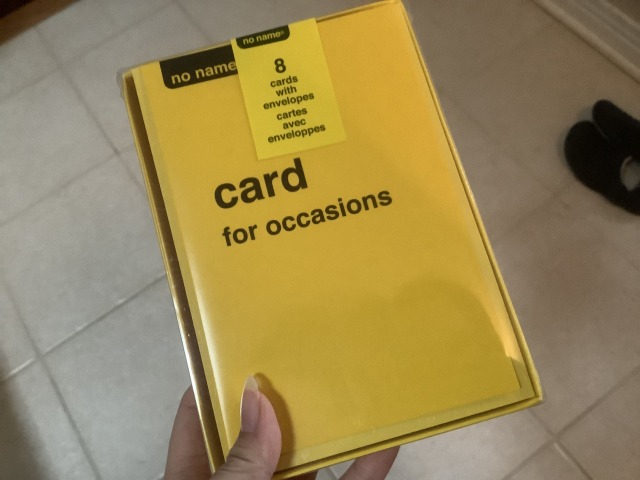 no name
no name®
8
cards
with
envelopes
cartes
avec
enveloppes
card
for occasions